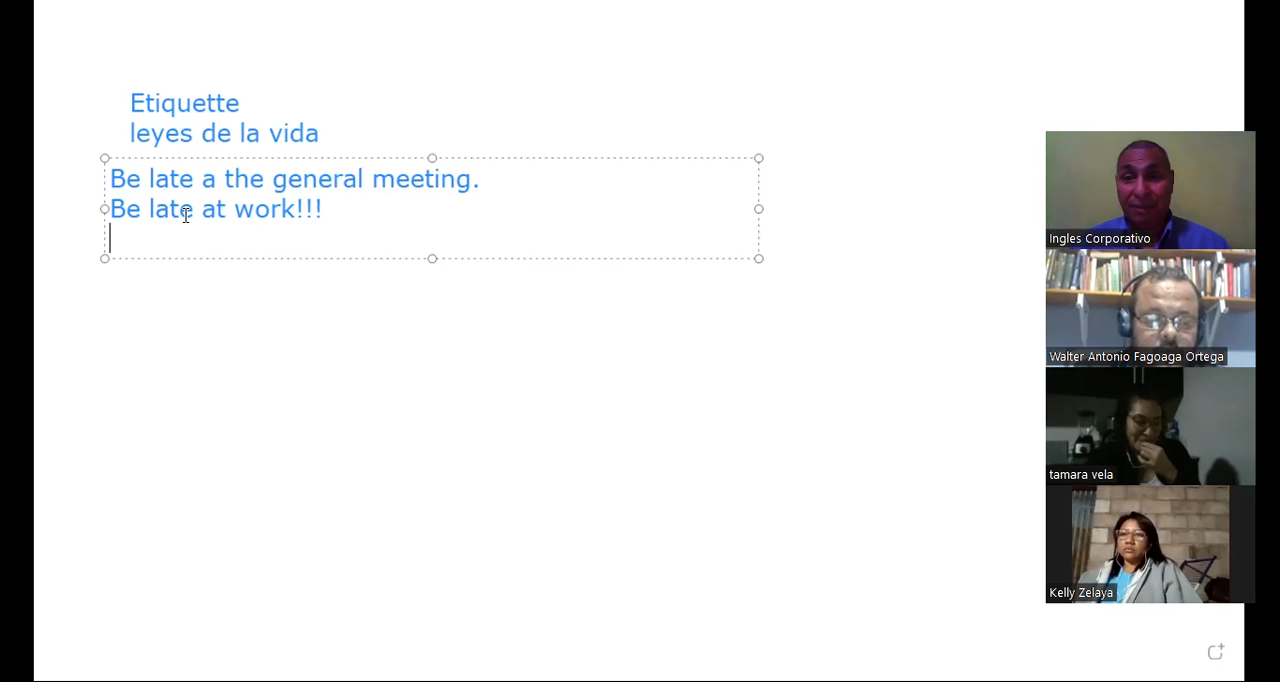 Etiquette
leyes de la vida
Be late a the general meeting.
Be late at work!!!
Ingles Corporativo
Walter Antonio Fagoaga Ortega
tamara vela
Kelly Zelaya